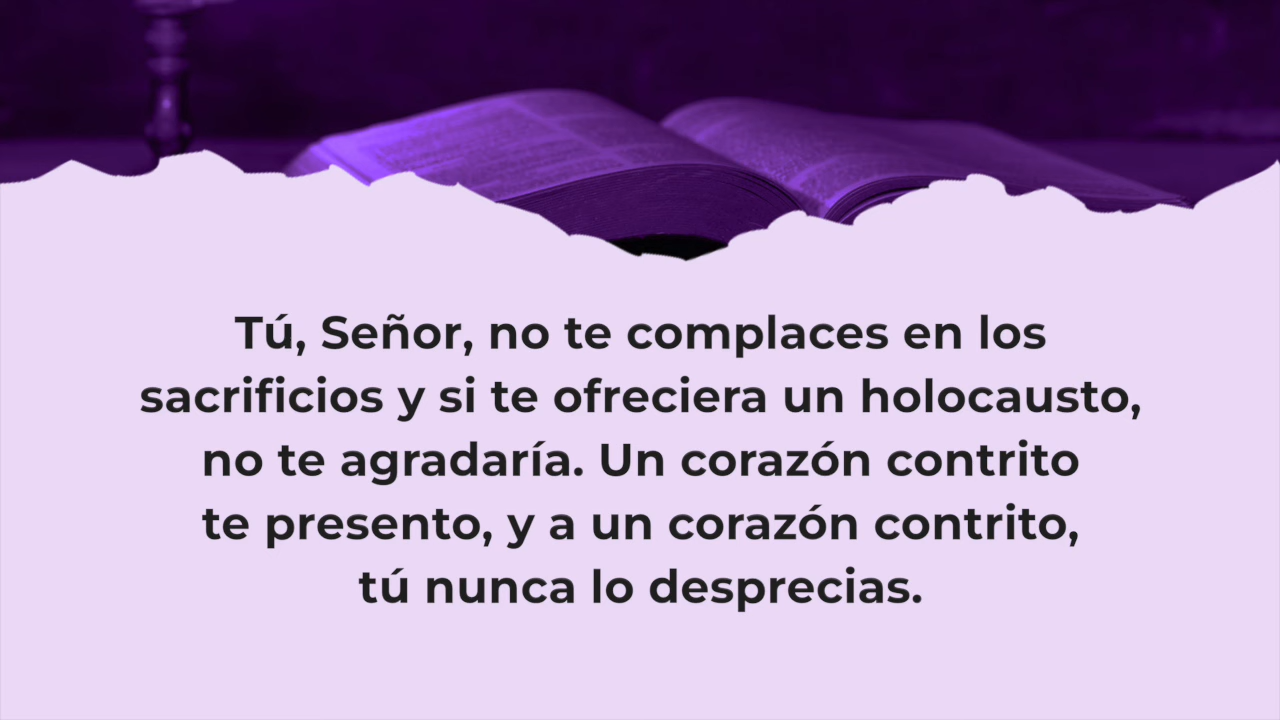 Tú, Señor, no te complaces en los
sacrificios y si te ofreciera un holocausto,
no te agradaría. Un corazón contrito
te presento, y a un corazón contrito,
tú nunca lo desprecias.